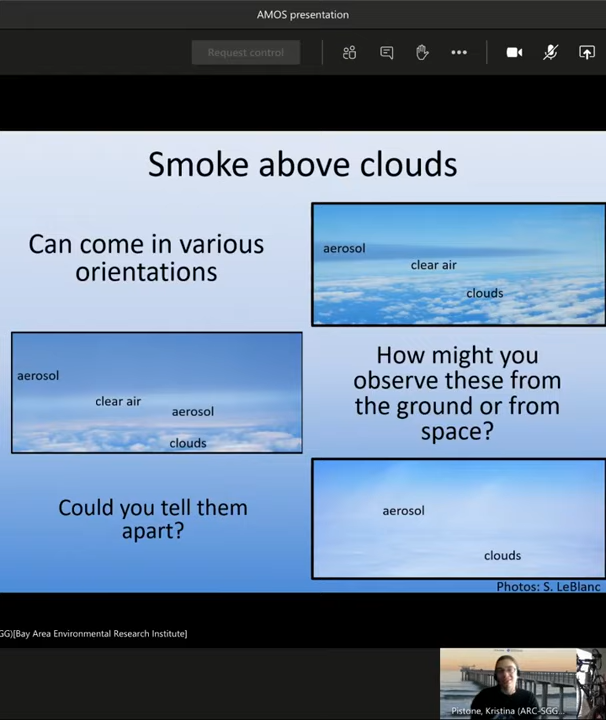 AMOS presentation
Request control
Smoke above clouds
Can come in various
orientations
aerosol
clear air
clouds
aerosol
clear air
aerosol
clouds
How might you
observe these from
the ground or from
space?
Could you tell them
apart?
aerosol
clouds
Photos: S. LeBlanc
GG)[Bay Area Environmental Research Institute]
Pistone, Kristina (ARC-SGG...